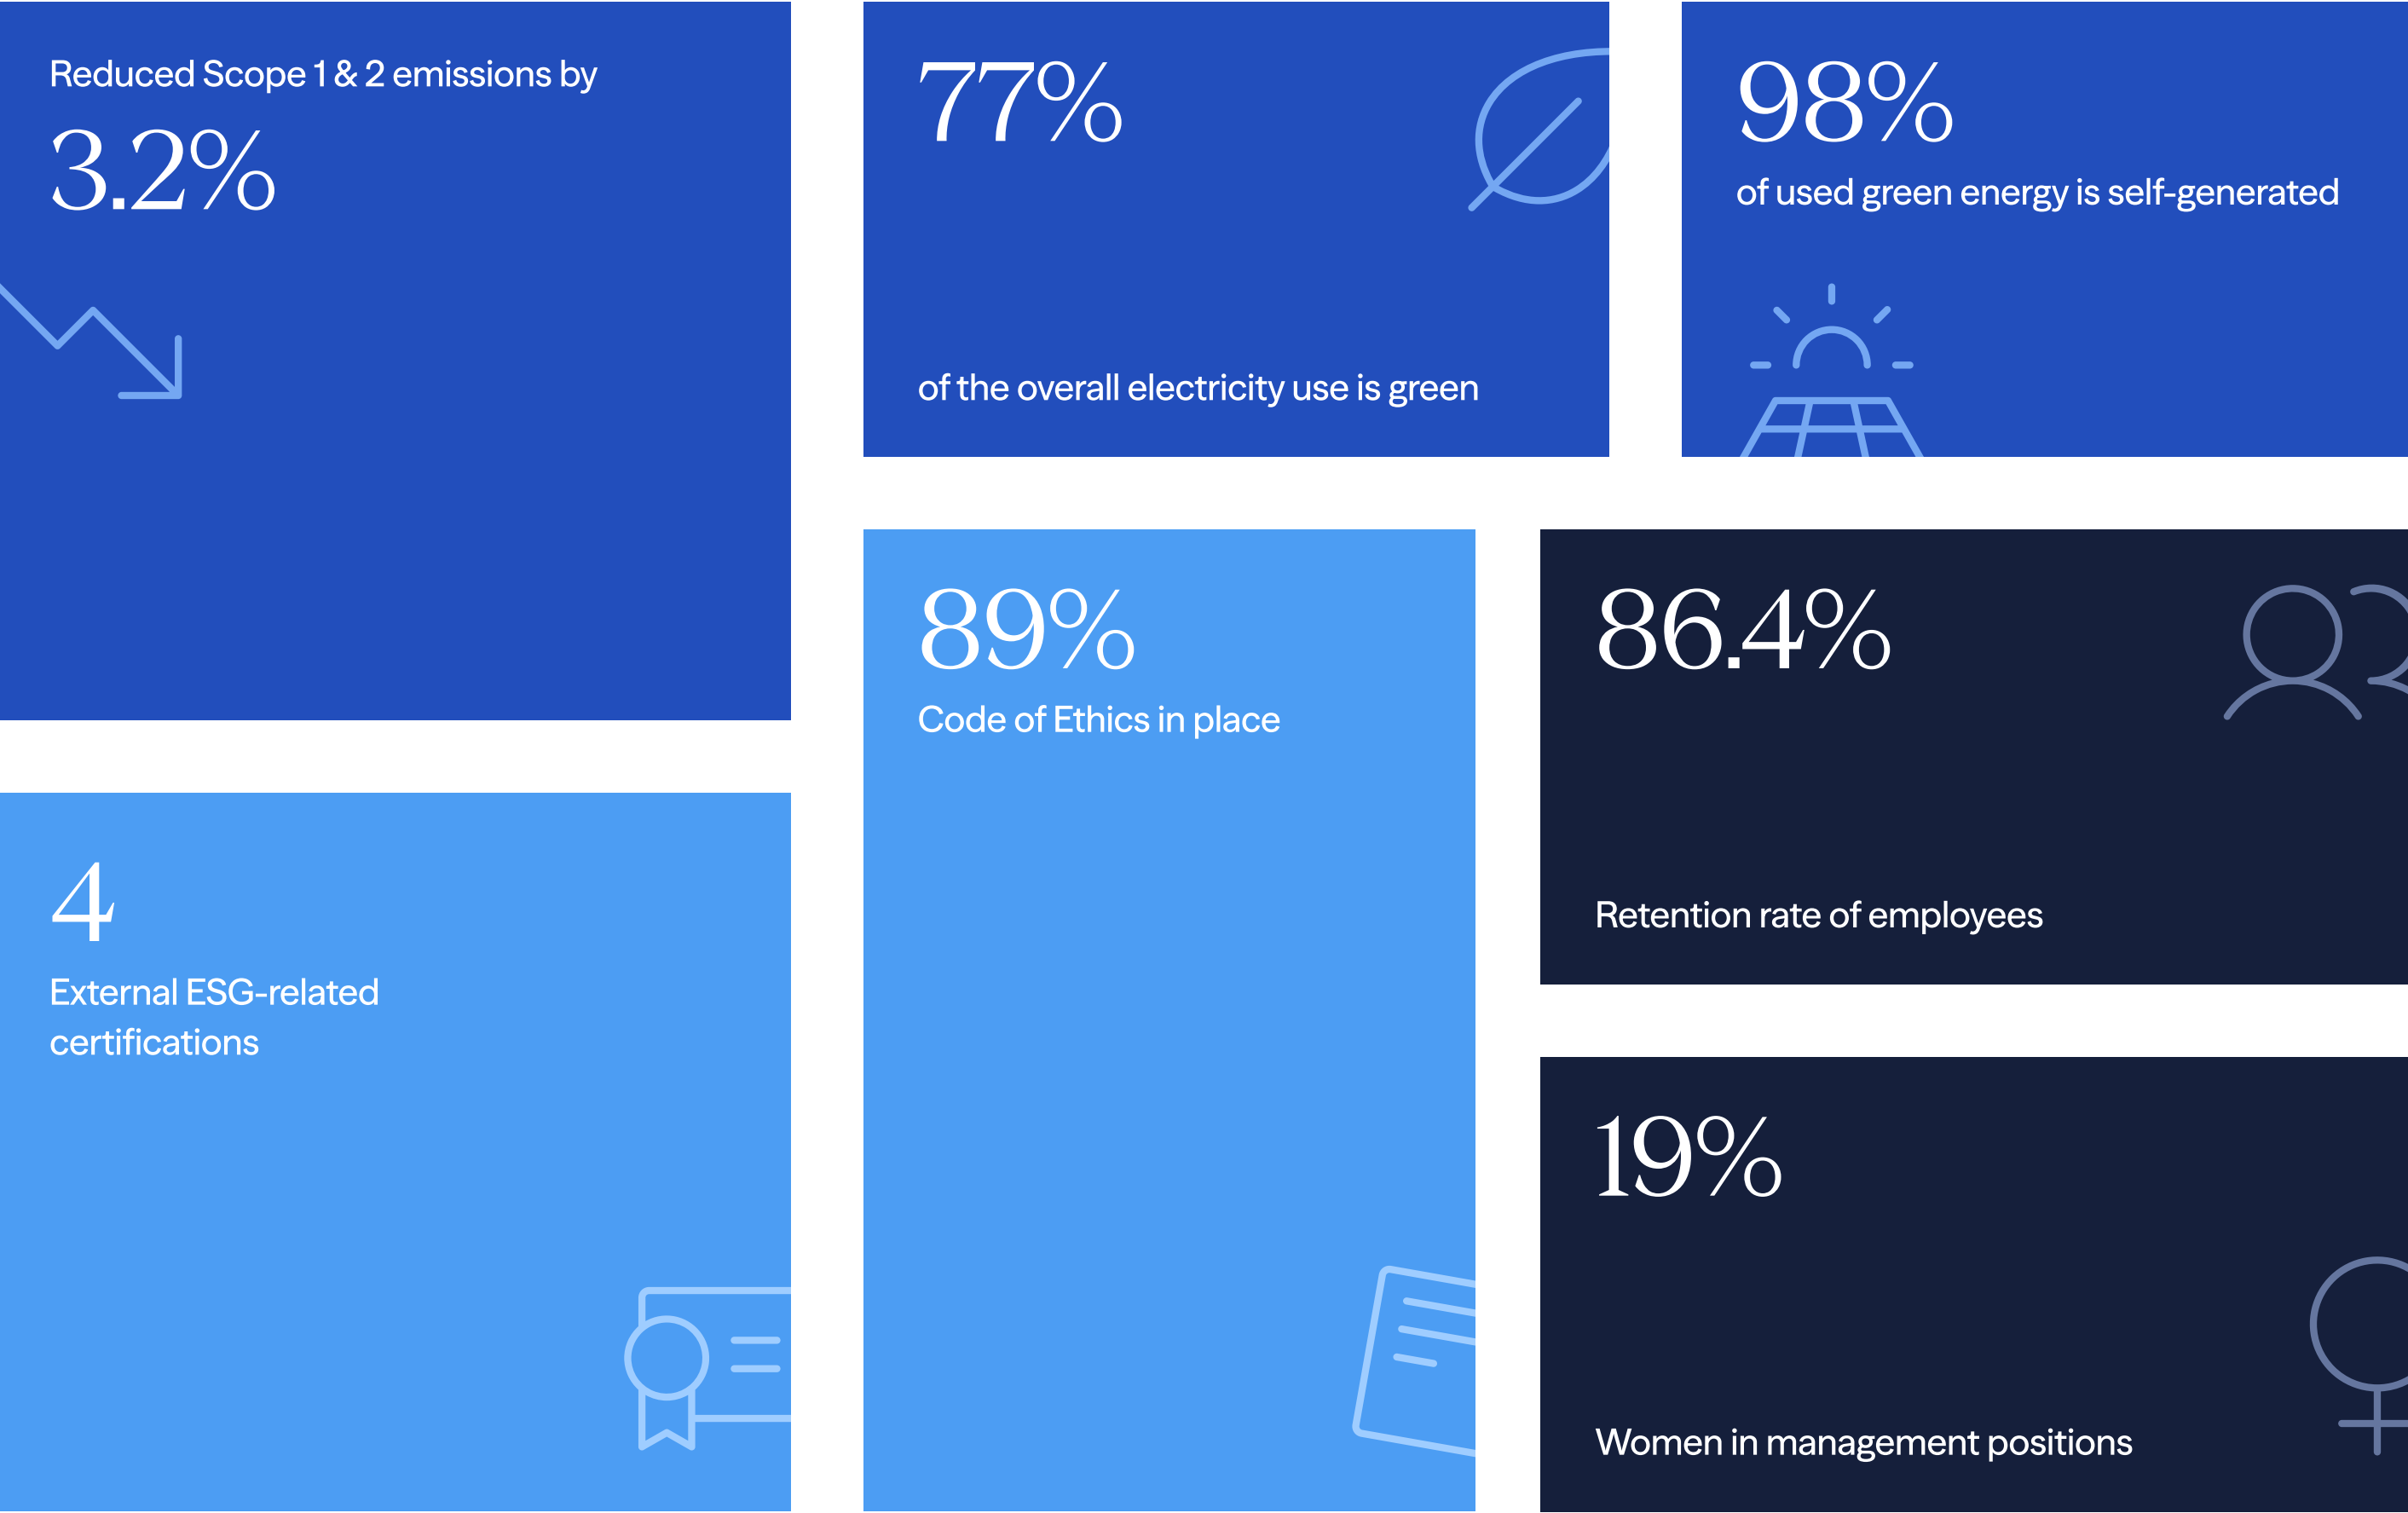 Reduced Scope 1 & 2 emissions by
3.2%
77%
of the overall electricity use is green
98%
of used green energy is self-generated
4
External ESG-related
certifications
89%
Code of Ethics in place
86.4%
Retention rate of employees
19%
Women in management positions